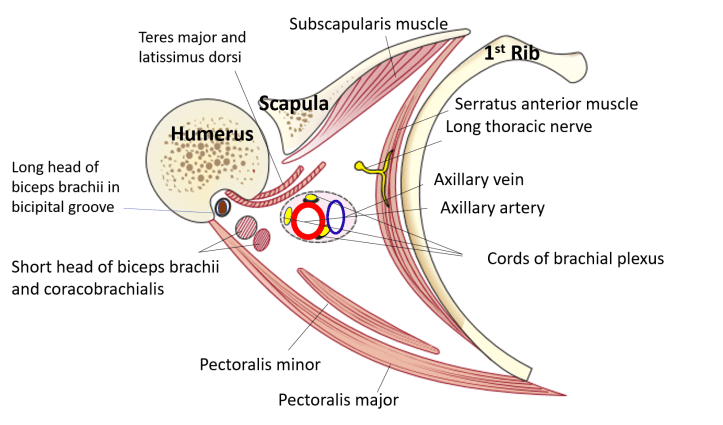 Subscapularis muscle
Teres major and
latissimus dorsi
1st Rib
Scapula
Serratus anterior muscle
Long thoracic nerve
Humerus
Long head of
biceps brachii in
bicipital groove
Axillary vein
Axillary artery
Cords of brachial plexus
Short head of biceps brachii
and coracobrachialis
Pectoralis minor
Pectoralis major